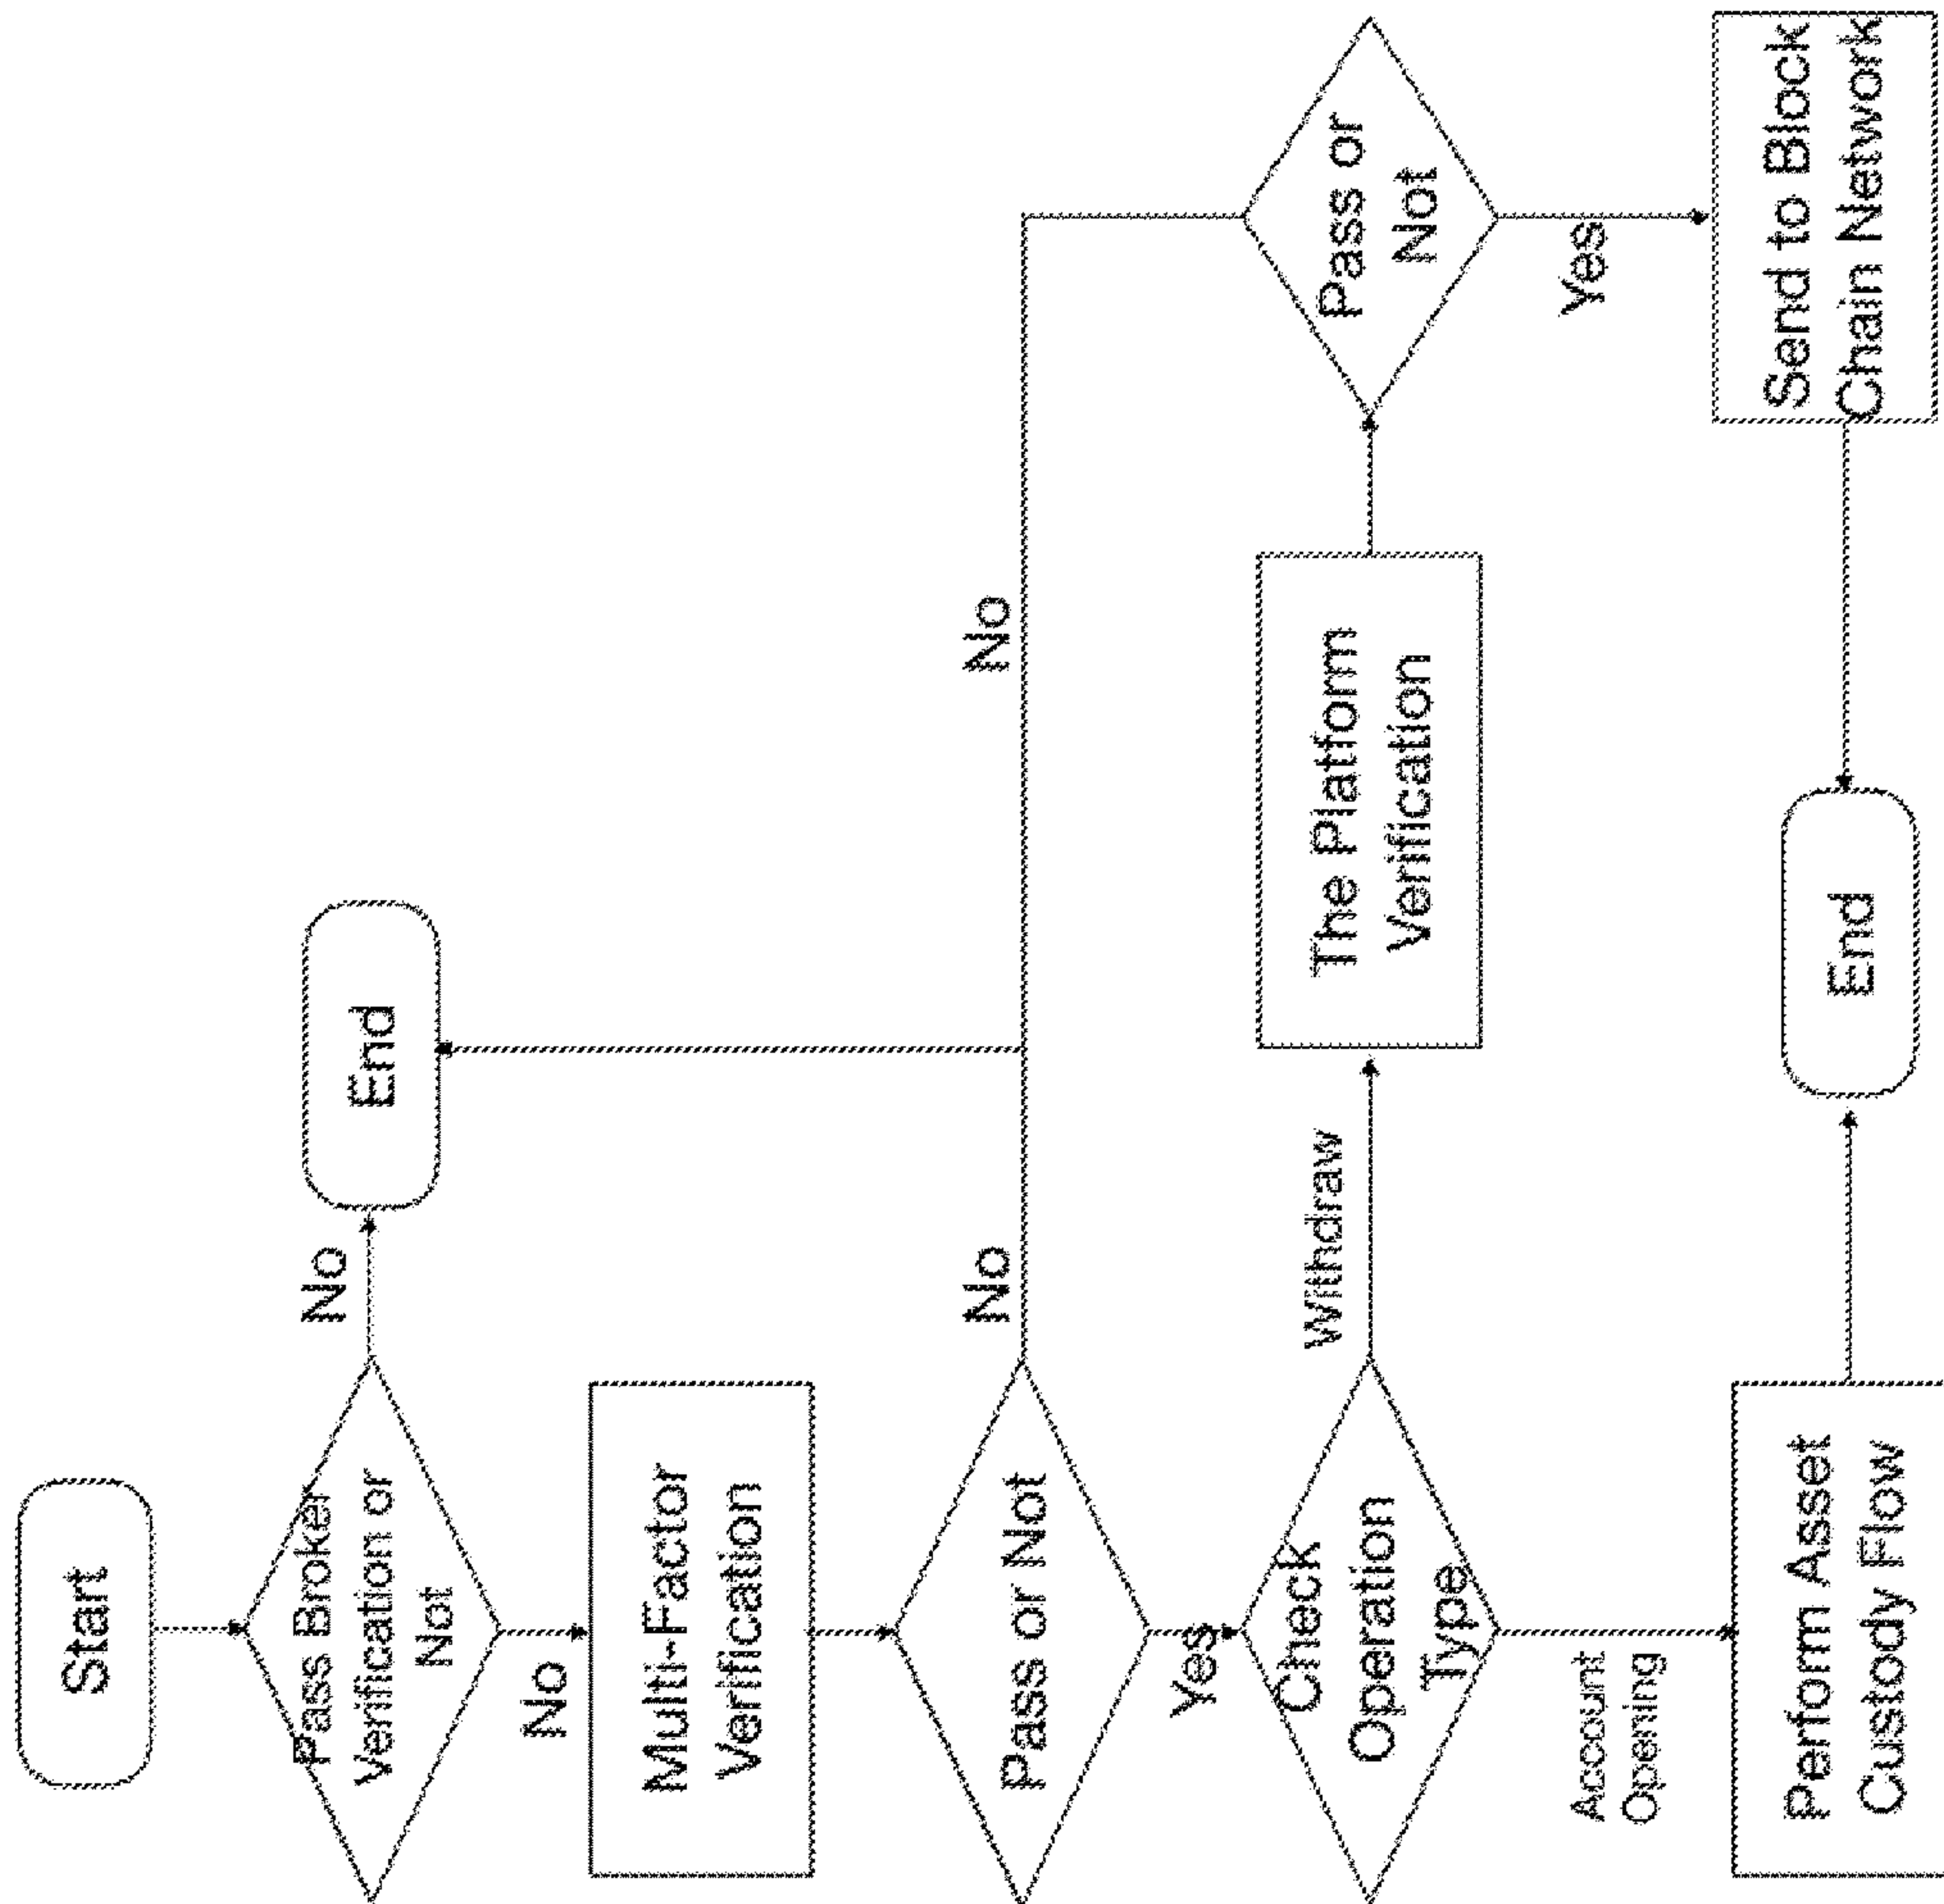 Start
Pass Broker
Verification or
Not
No
End
No
Multi-Factor
Verification
Pass or Not
No
No
Yes
Check
Operation
Type
Withdraw
The Platform
Verification
Pass or
Not
Yes
Account
Opening
Perform Asset
Custody Flow
End
Send to Block
Chain Network